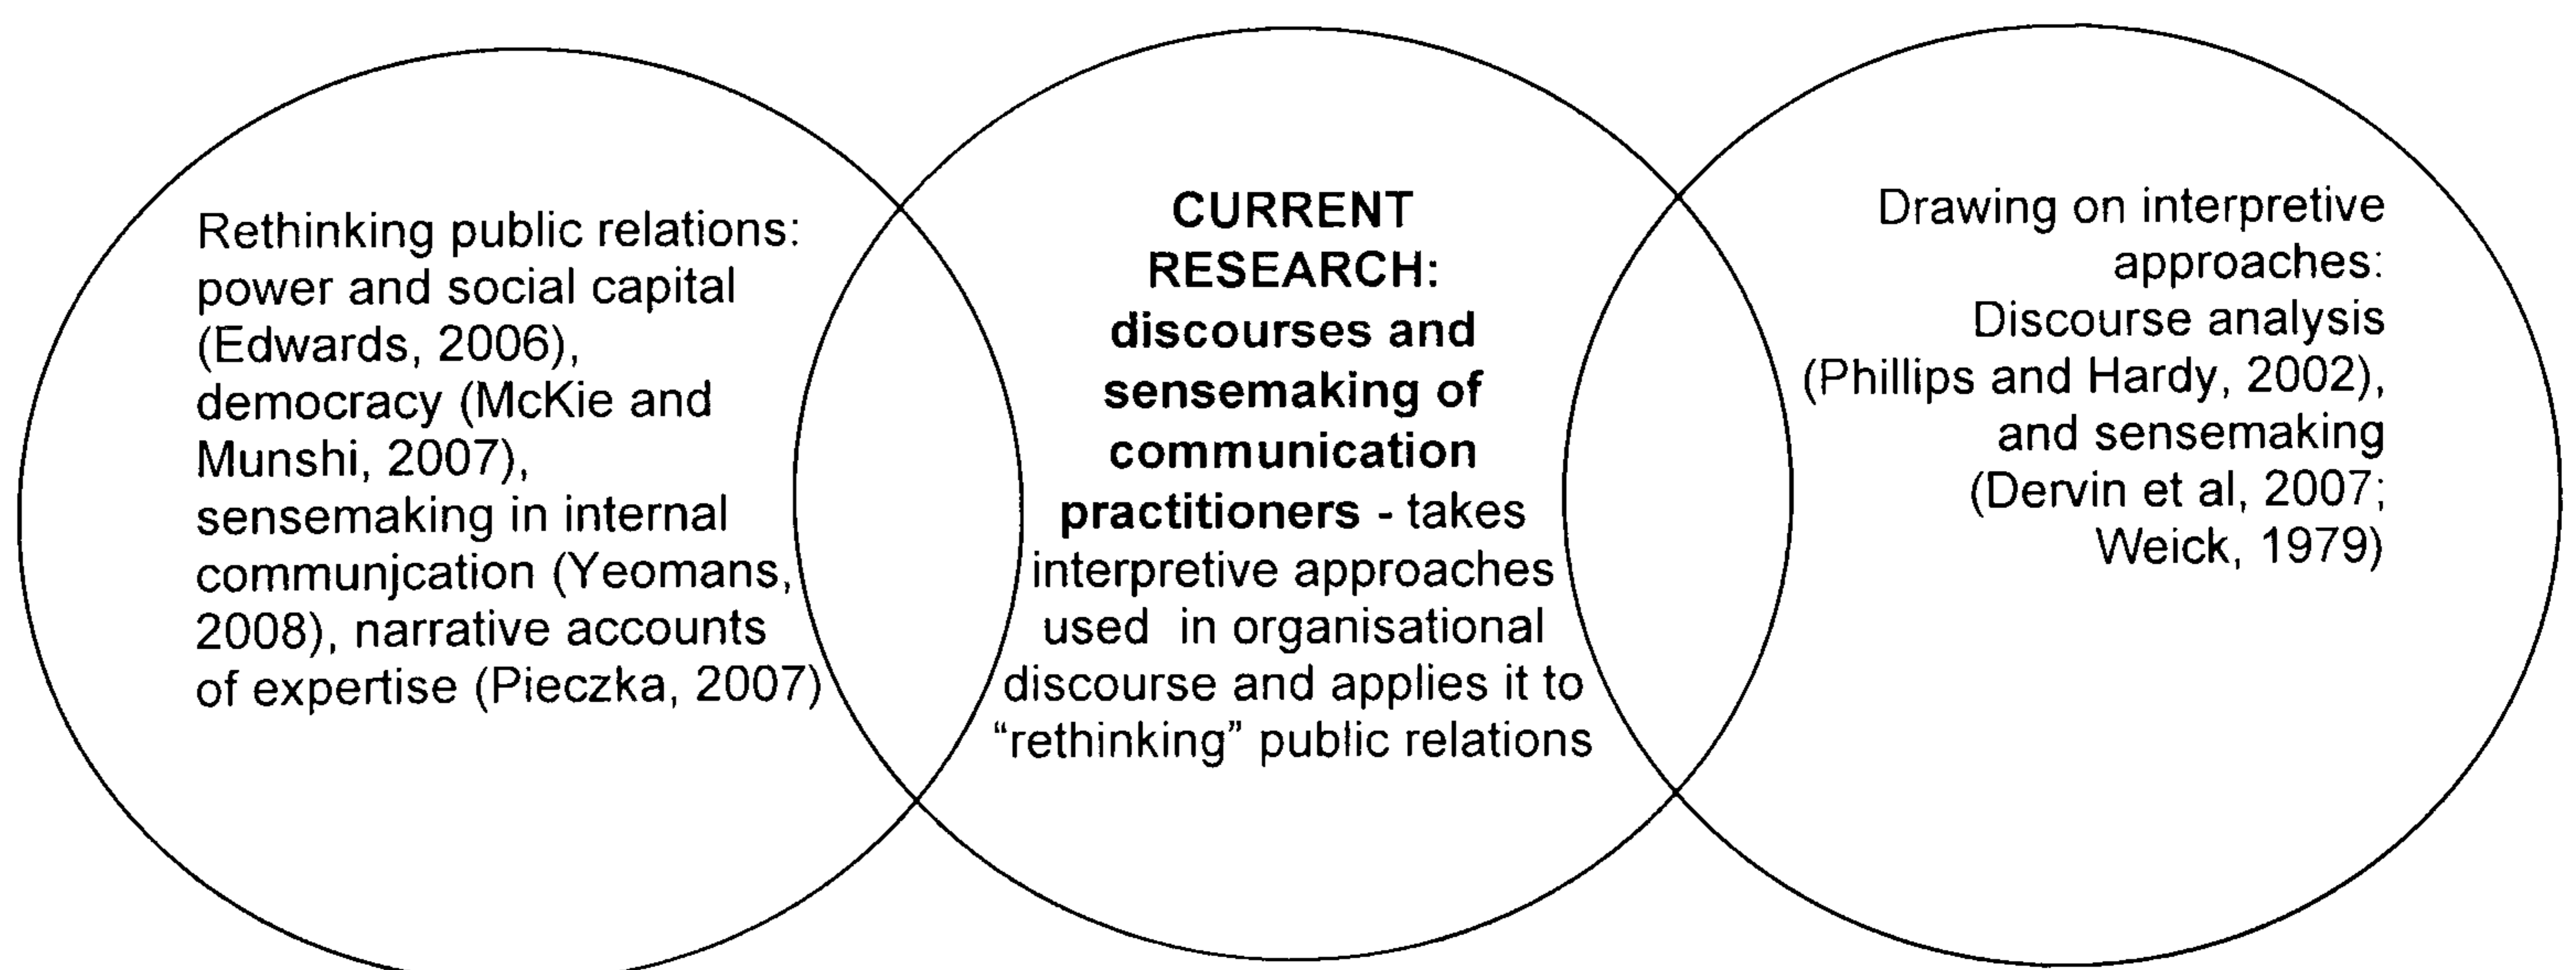 Rethinking public relations:
power and social capital
(Edwards, 2006),
democracy (McKie and
Munshi, 2007),
sensemaking in internal
communjcation (Yeomans,
2008), narrative accounts
of expertise (Pieczka, 2007)
CURRENT
RESEARCH:
discourses and
sensemaking of
communication
practitioners - takes
interpretive approaches
used in organisational
discourse and applies it to
“rethinking” public relations
Drawing on interpretive
approaches:
Discourse analysis
(Phillips and Hardy, 2002),
and sensemaking
(Dervin et al, 2007;
Weick, 1979)